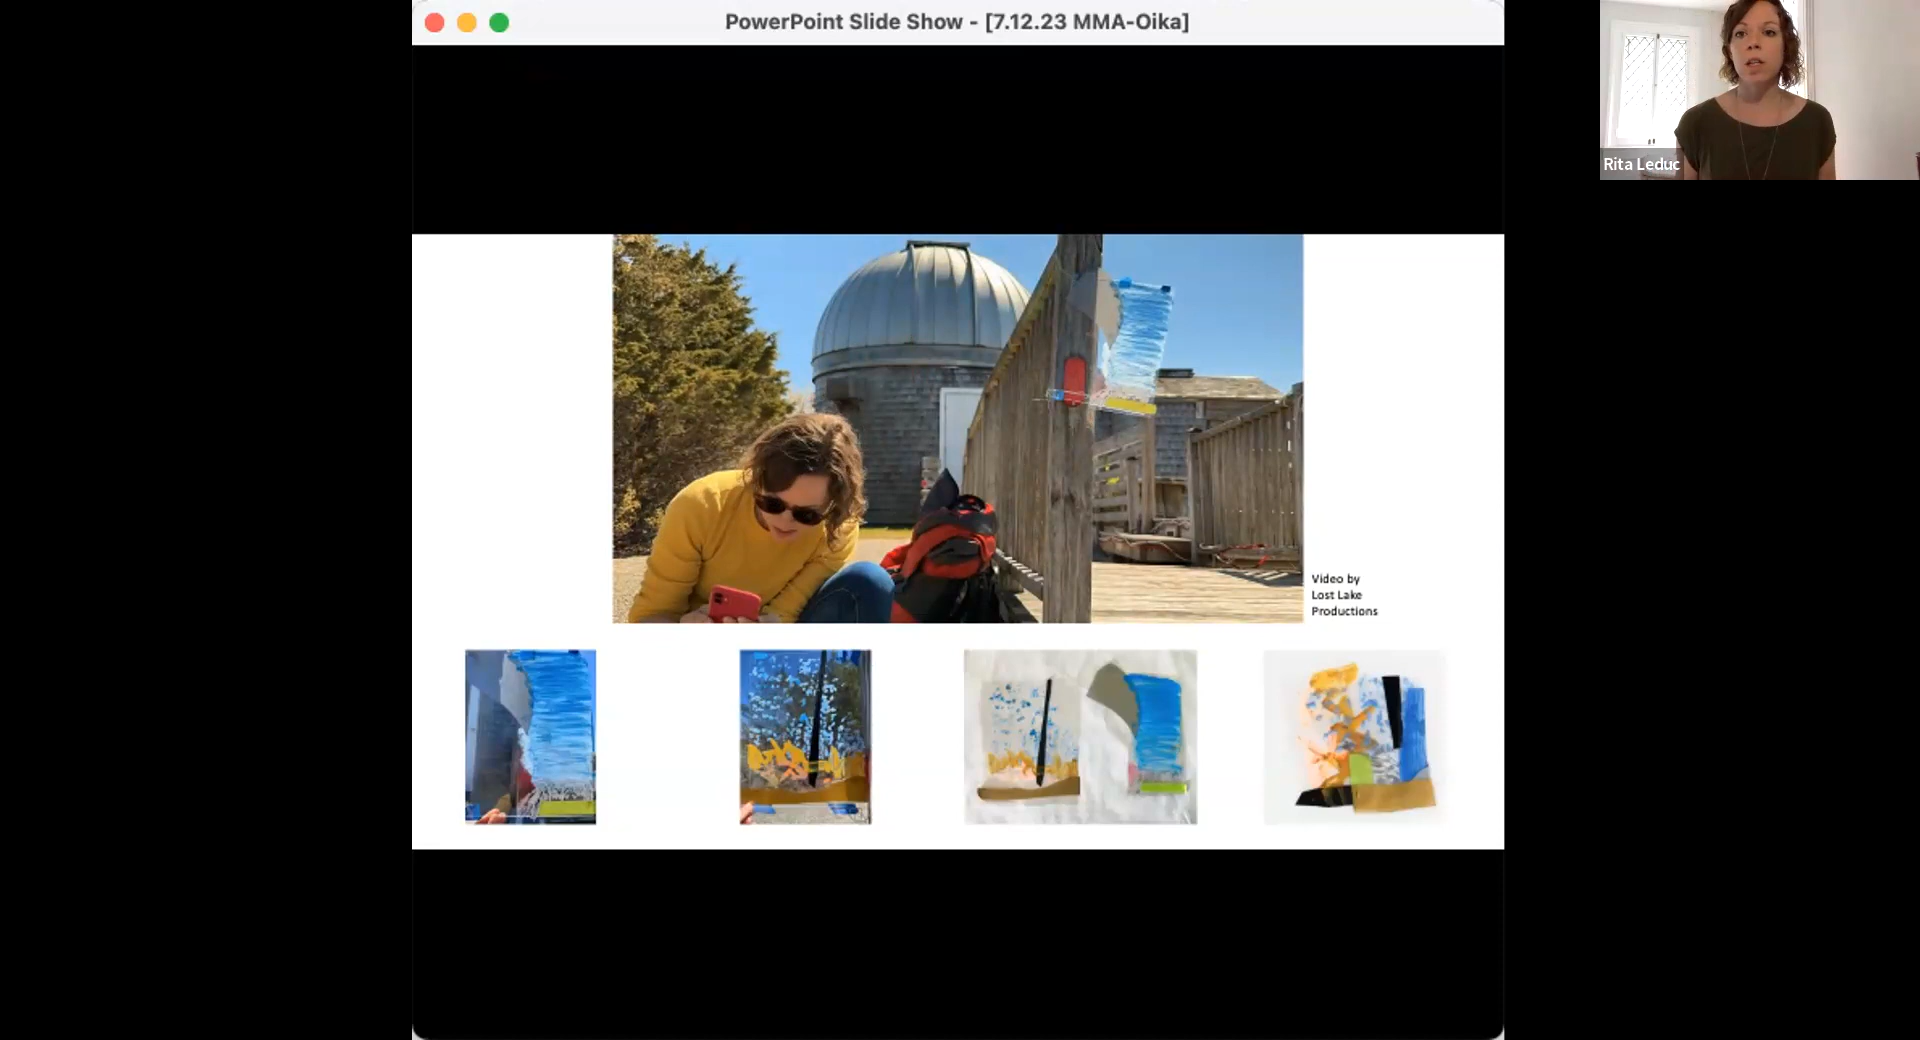 PowerPoint Slide Show - [7.12.23 MMA-Oika]
Rita Leduc
Video by
Lost Lake
Productions